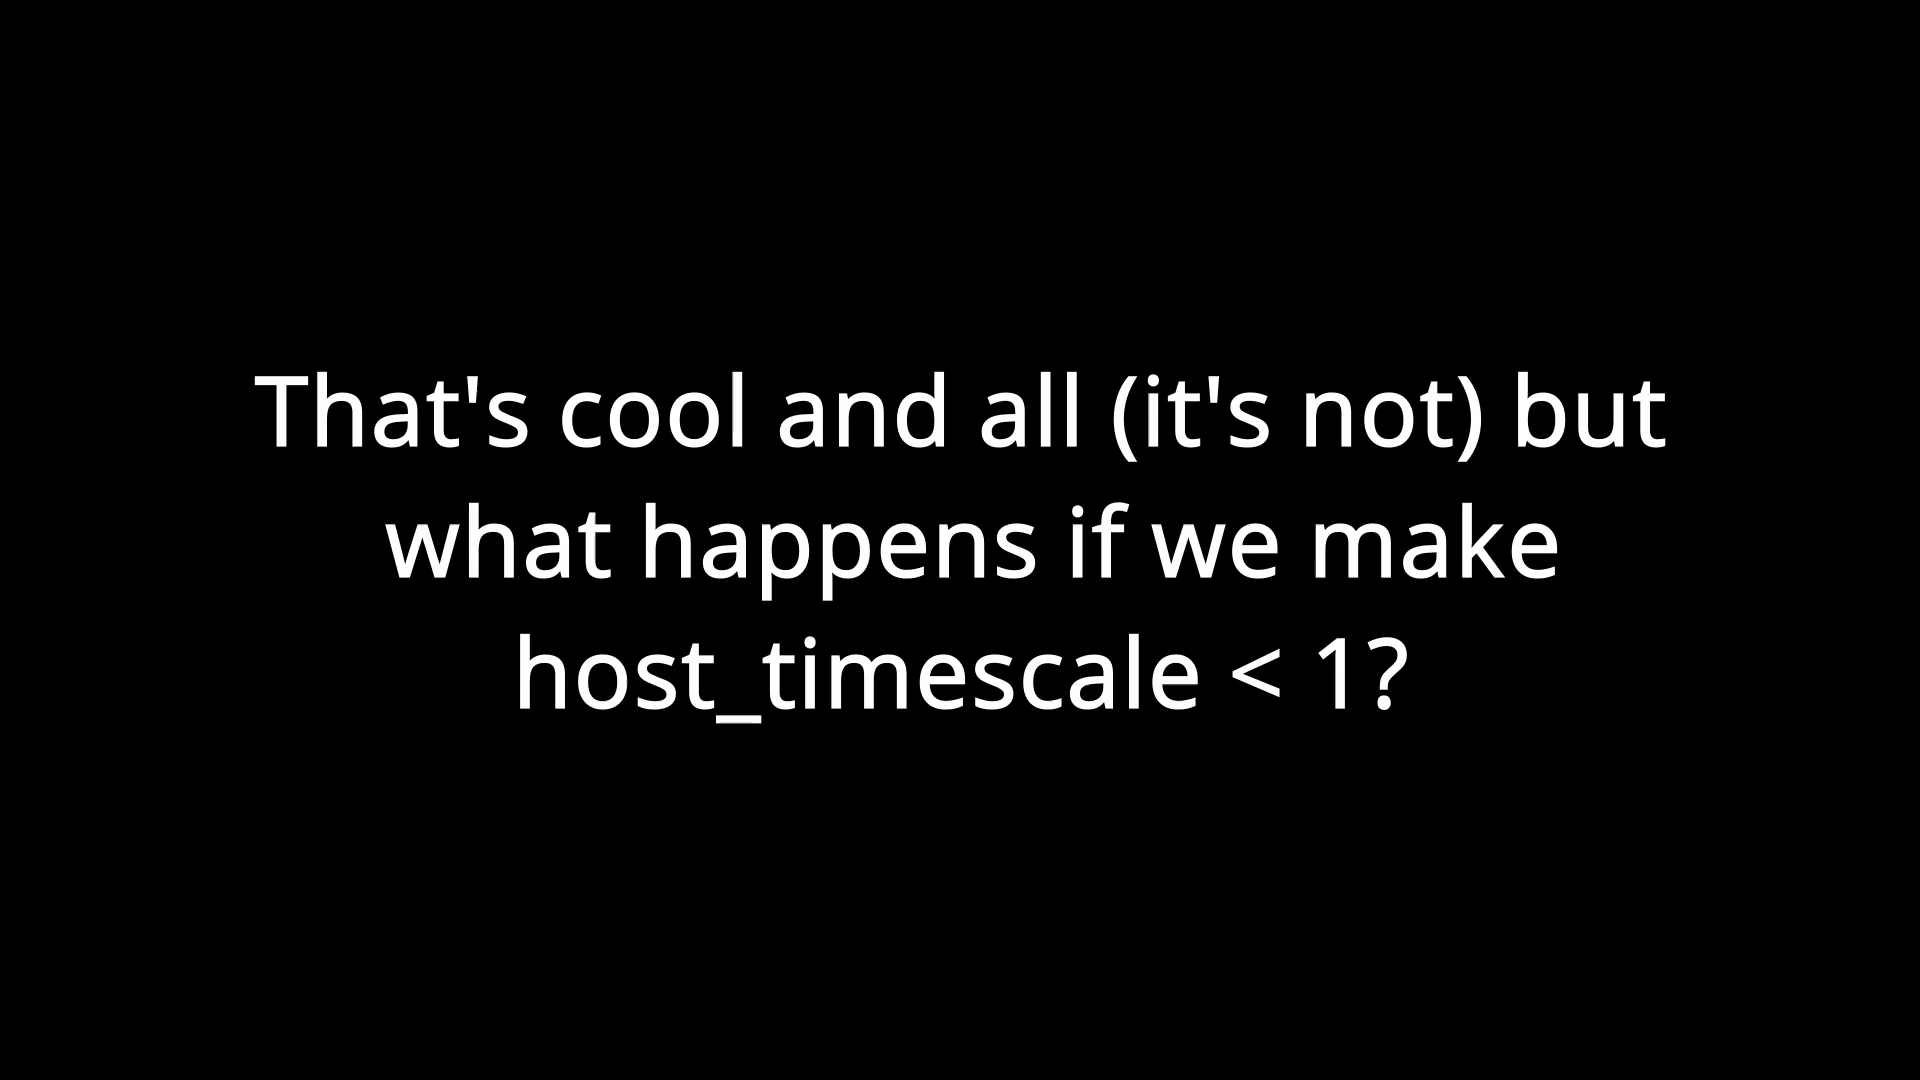 That's cool and all (it's not) but
what happens if we make
host_timescale < 1?